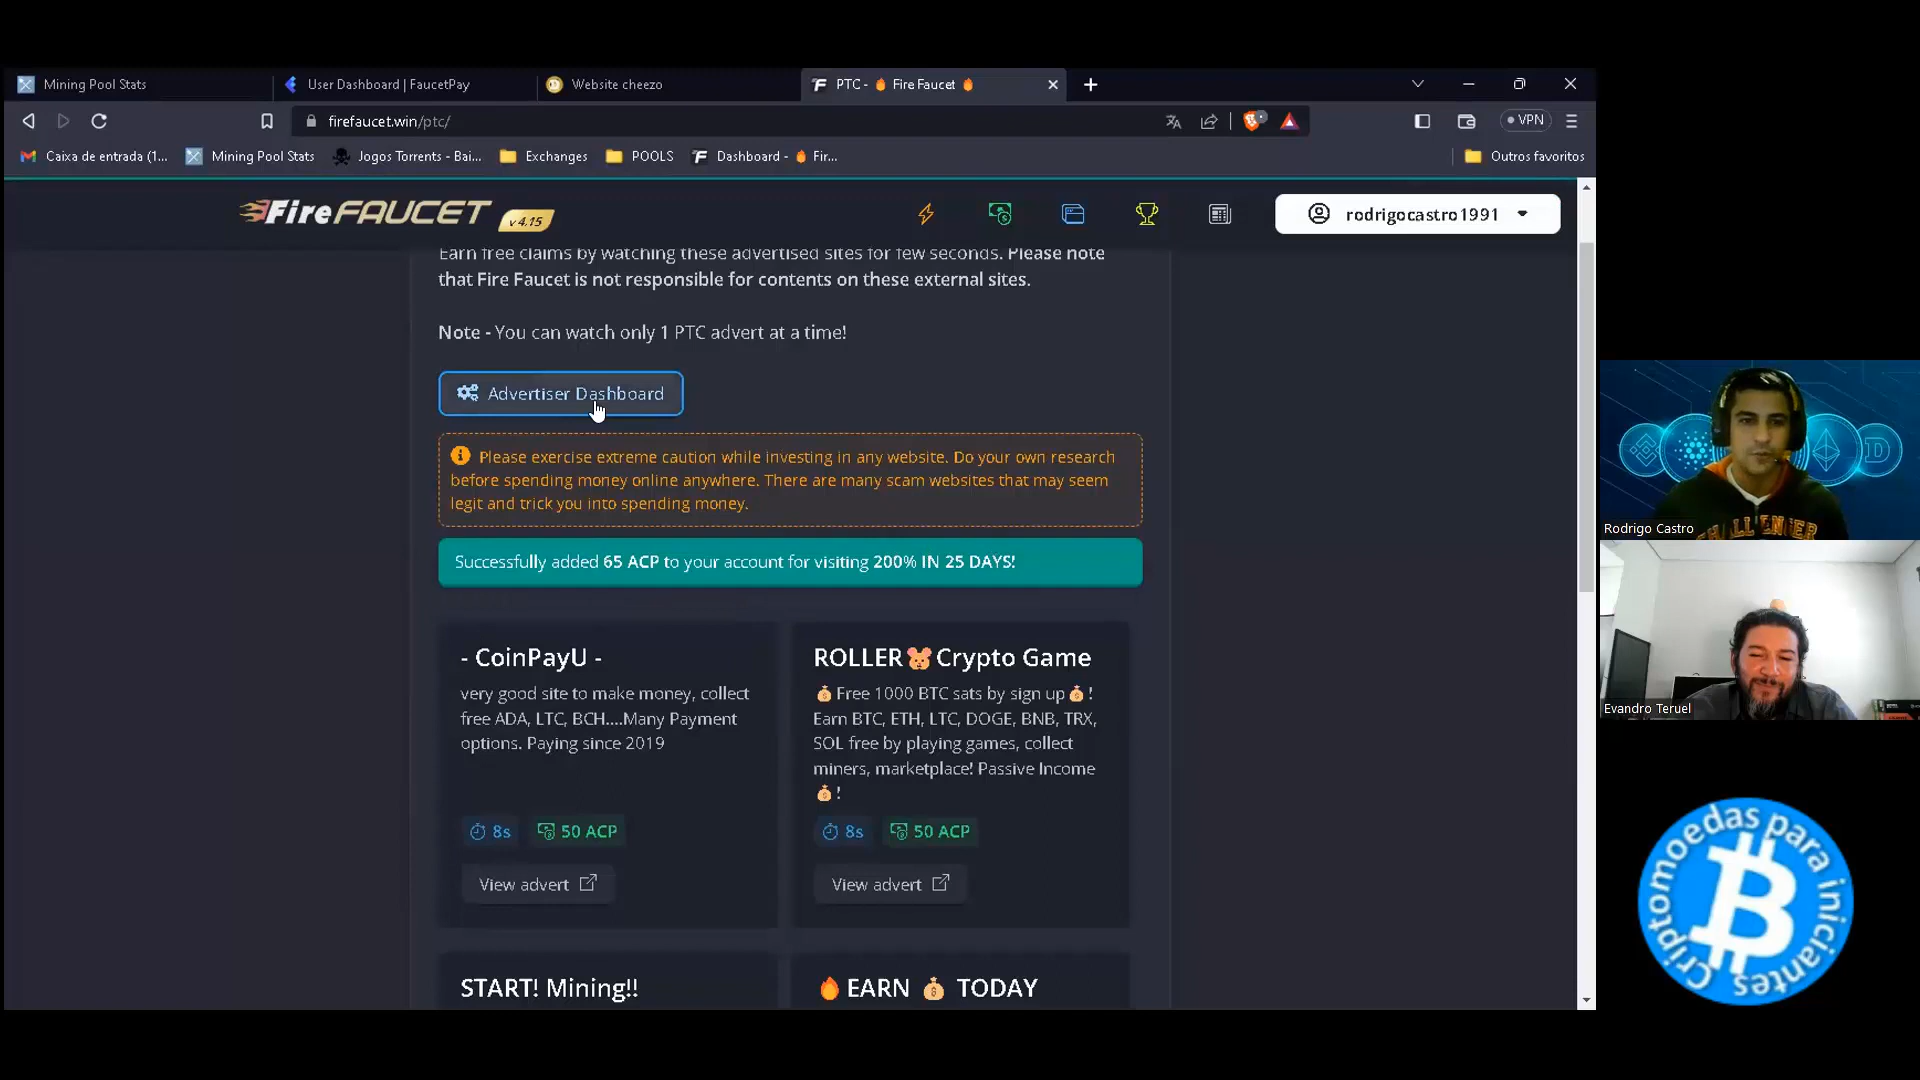 Mining Pool Stats
User Dashboard | FaucetPay
Website cheezo
PTC - 🔥 Fire Faucet 🔥
firefaucet.win/ptc/
VPN
Caixa de entrada (1...
Mining Pool Stats
Jogos Torrents - Bai...
Exchanges
POOLS
Dashboard - 🔥 Fir...
Outros favoritos
Fire FAUCET
v 4.15
rodrigocastro1991
Earn free claims by watching these advertised sites for few seconds. Please note
that Fire Faucet is not responsible for contents on these external sites.
Note - You can watch only 1 PTC advert at a time!
Advertiser Dashboard
Please exercise extreme caution while investing in any website. Do your own research
before spending money online anywhere. There are many scam websites that may seem
legit and trick you into spending money.
Successfully added 65 ACP to your account for visiting 200% IN 25 DAYS!
- CoinPayU -
very good site to make money, collect
free ADA, LTC, BCH....Many Payment
options. Paying since 2019
8s
50 ACP
View advert
ROLLER🐹Crypto Game
💰Free 1000 BTC sats by sign up💰!
Earn BTC, ETH, LTC, DOGE, BNB, TRX,
SOL free by playing games, collect
miners, marketplace! Passive Income
💰!
8s
50 ACP
View advert
START! Mining!!
🔥 EARN 💰 TODAY
Rodrigo Castro
Evandro Teruel
Criptomoedas para iniciantes